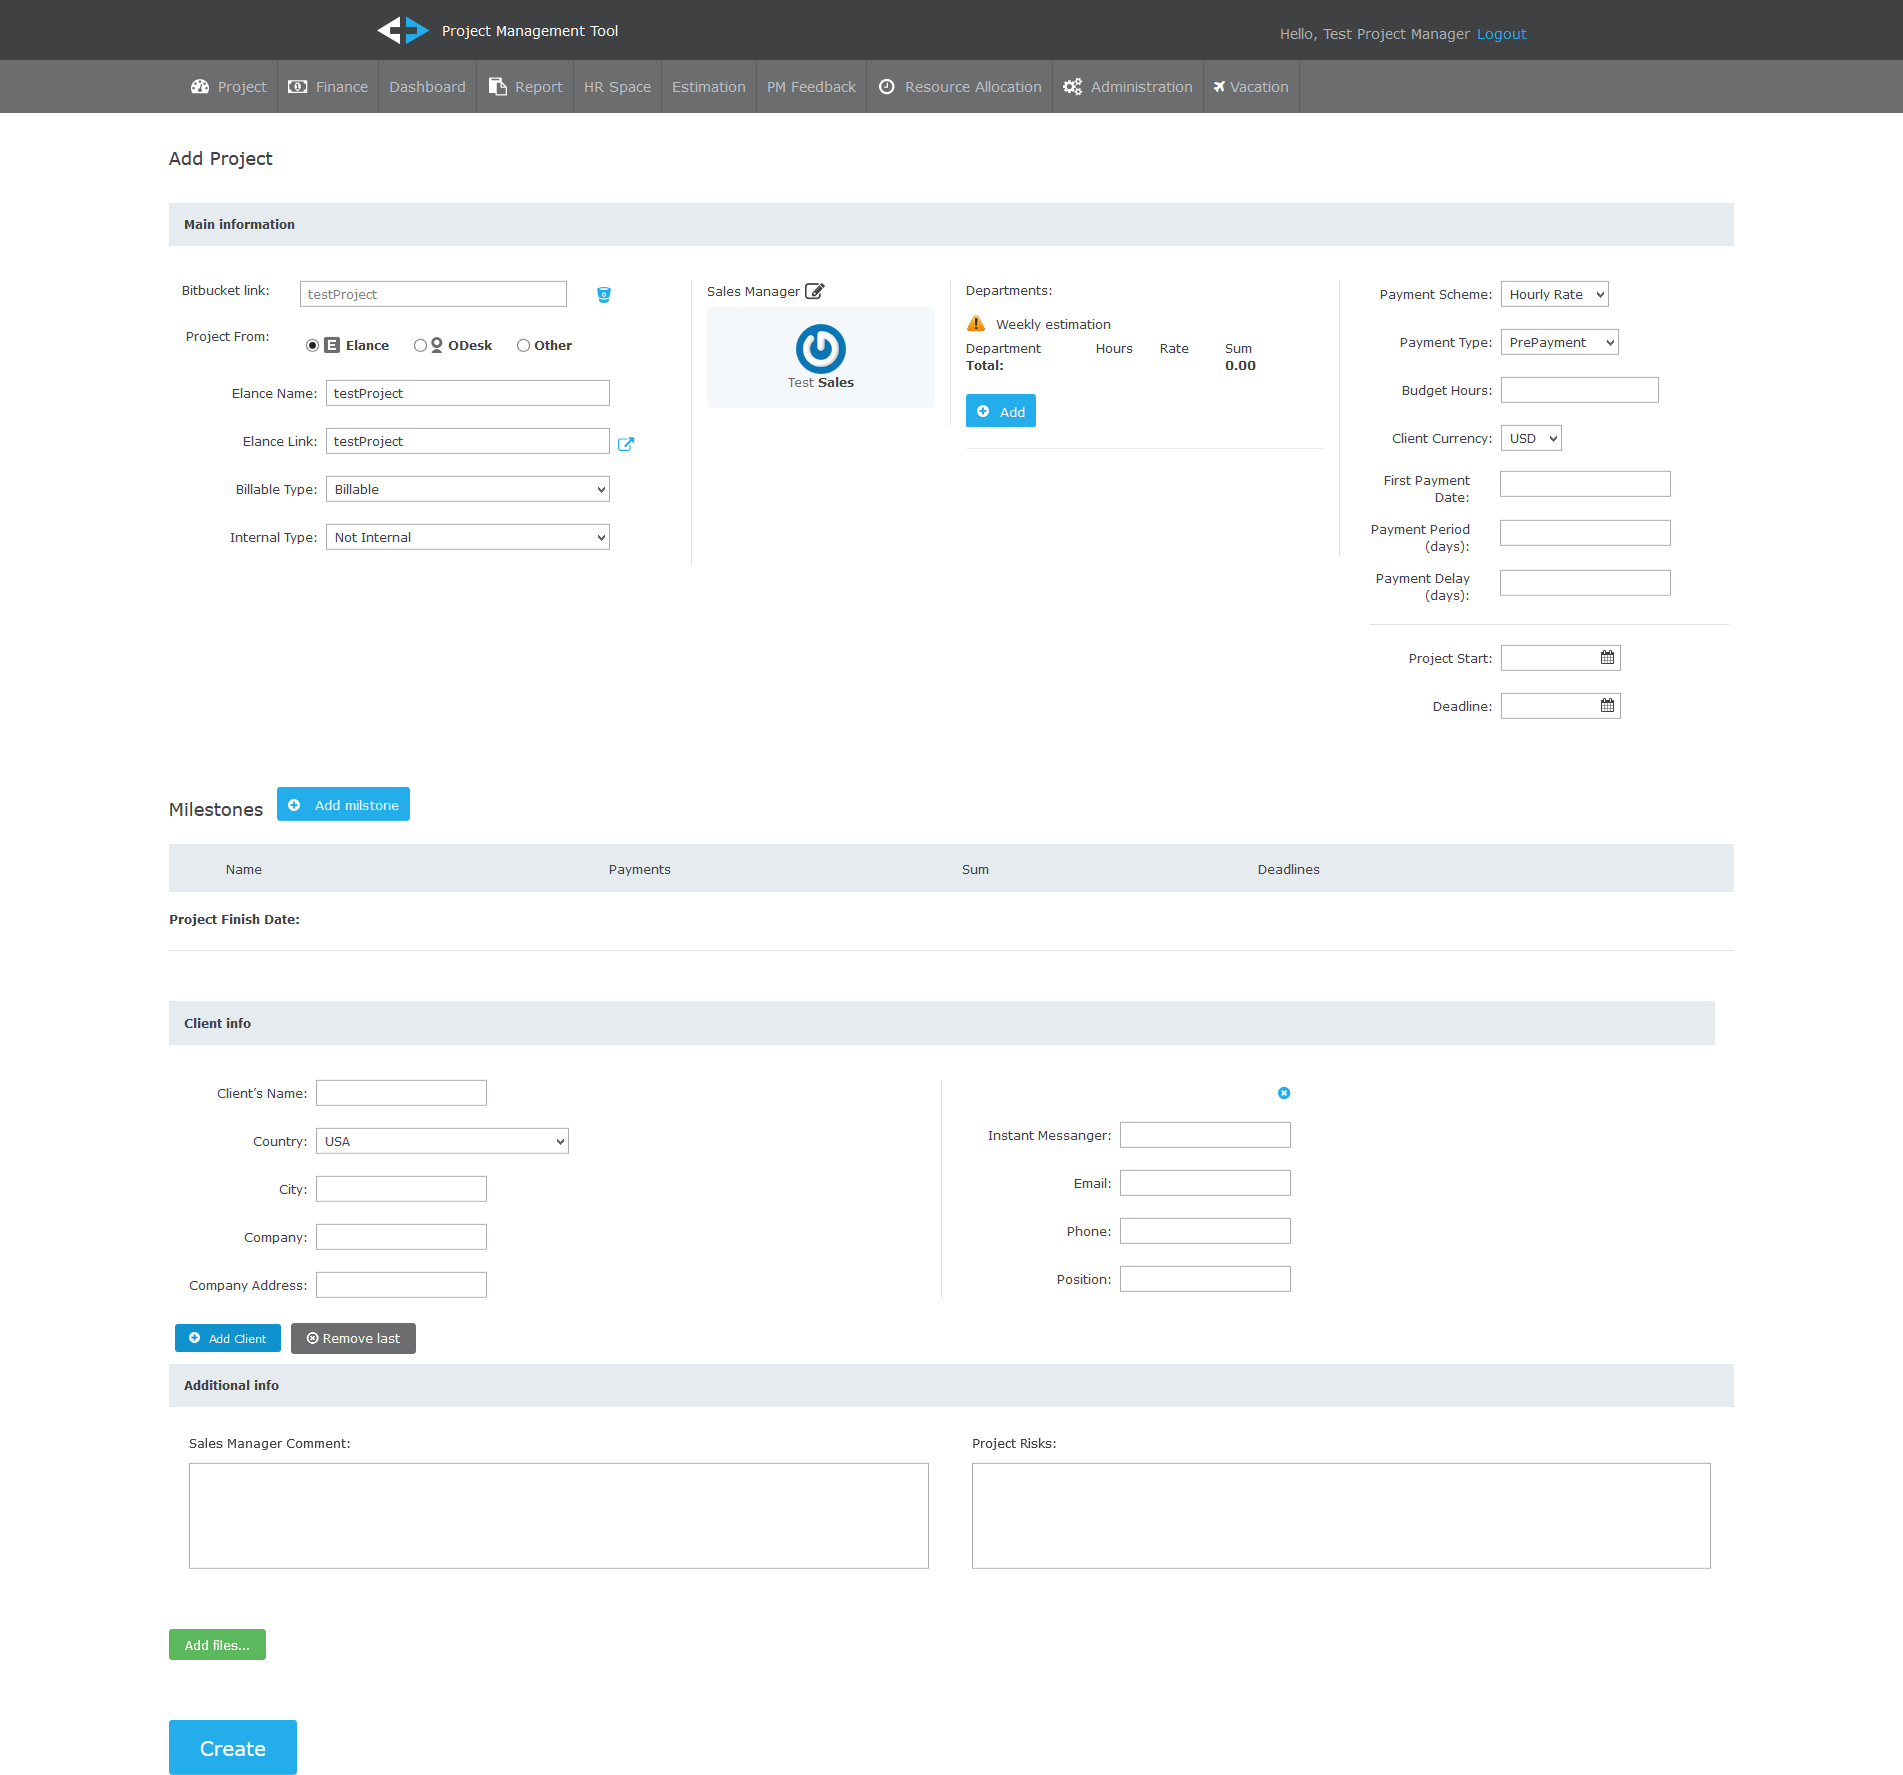 Project Management Tool
Hello, Test Project Manager Logout
Project Finance Dashboard Report HR Space Estimation PM Feedback Resource Allocation Administration Vacation
Add Project
Main information
Bitbucket link: testProject
Project From: E Elance ODesk Other
Elance Name: testProject
Elance Link: testProject
Billable Type: Billable
Internal Type: Not Internal
Sales Manager
Test Sales
Departments:
Weekly estimation
Department Hours Rate Sum
Total: 0.00
Add
Payment Scheme: Hourly Rate
Payment Type: PrePayment
Budget Hours:
Client Currency: USD
First Payment
Date:
Payment Period
(days):
Payment Delay
(days):
Project Start:
Deadline:
Milestones Add milstone
Name Payments Sum Deadlines
Project Finish Date:
Client info
Client's Name:
Country: USA
City:
Company:
Company Address:
Instant Messanger:
Email:
Phone:
Position:
Add Client Remove last
Additional info
Sales Manager Comment:
Project Risks:
Add files...
Create